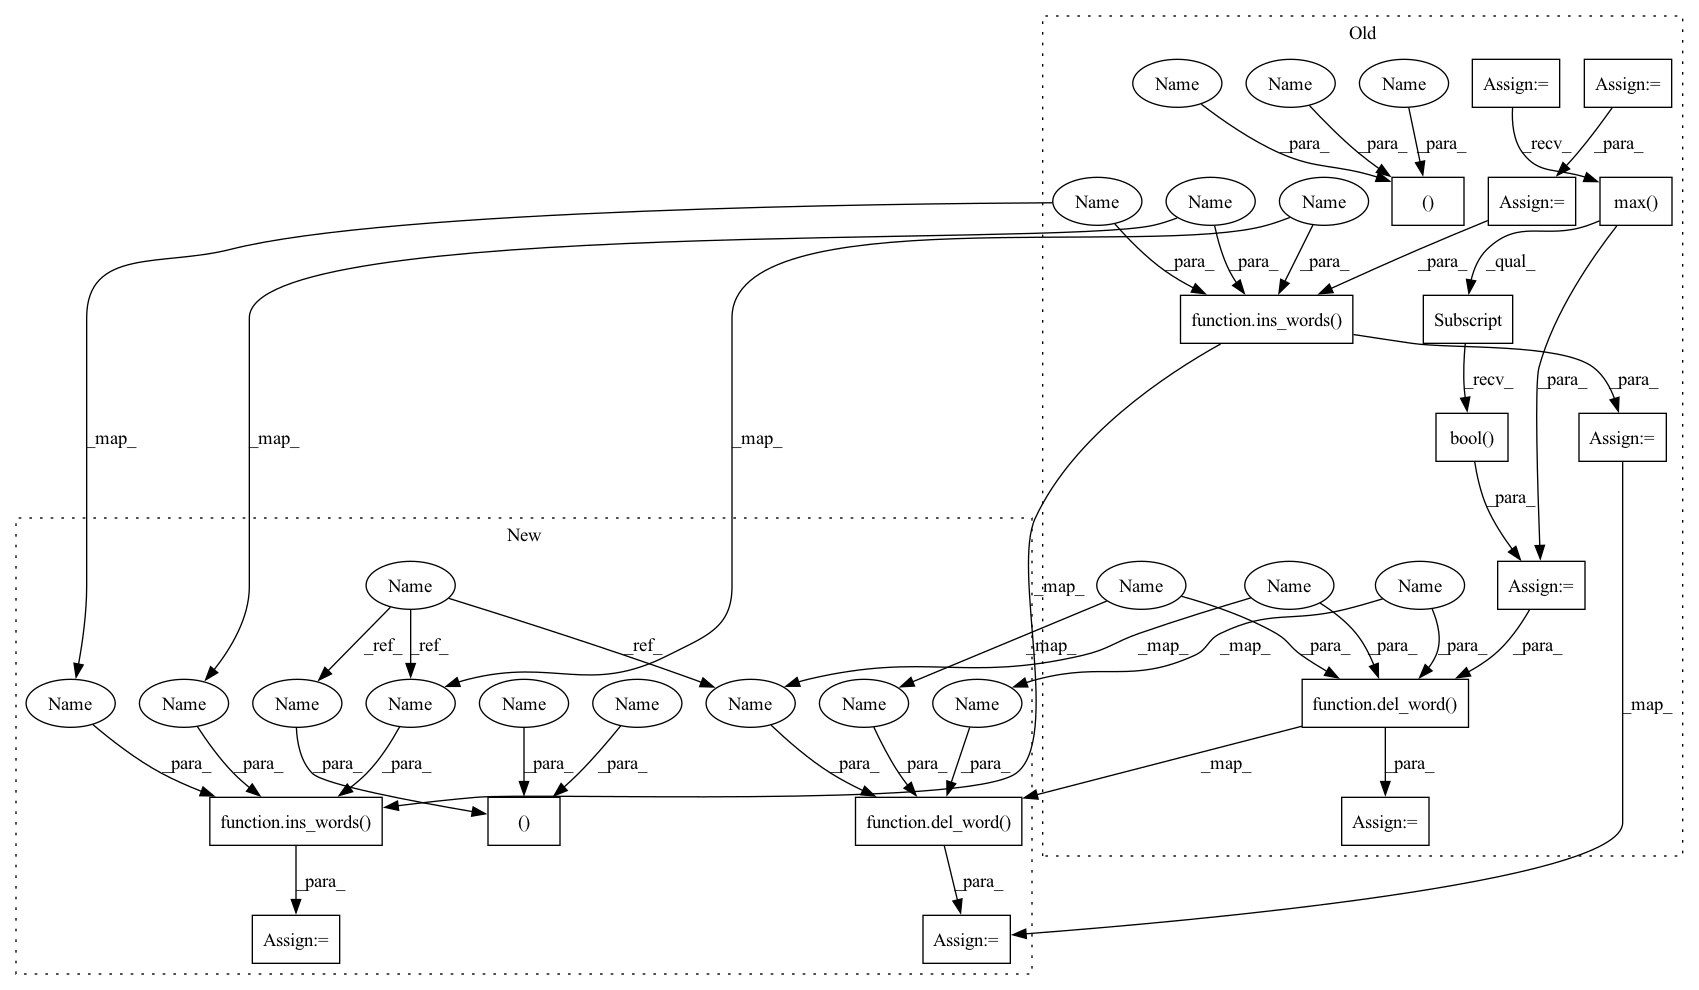 Old
Name Name Name Assign:= Assign:=
_para_ _para_ _para_ _recv_ _para_
Name Name Name () Assign:= max()
_para_ _para_ _para_ _para_ _qual_
function.ins_words() Subscript
_recv_ _para_ _para_
_map_ _map_ _map_ bool() Assign:=
_para_
New
Name _map_ Name Name Name Assign:=
_ref_ _ref_ _ref_ _map_ _map_ _map_ _para_ _para_ _para_ _para_
Name Name Name Name Name Name Name Name Name function.del_word() _map_
_para_ _para_ _para_ _para_ _para_ _para_ _para_ _para_ _para_ _map_ _para_
function.ins_words() () function.del_word() Assign:=
_para_ _para_
Assign:= Assign:=